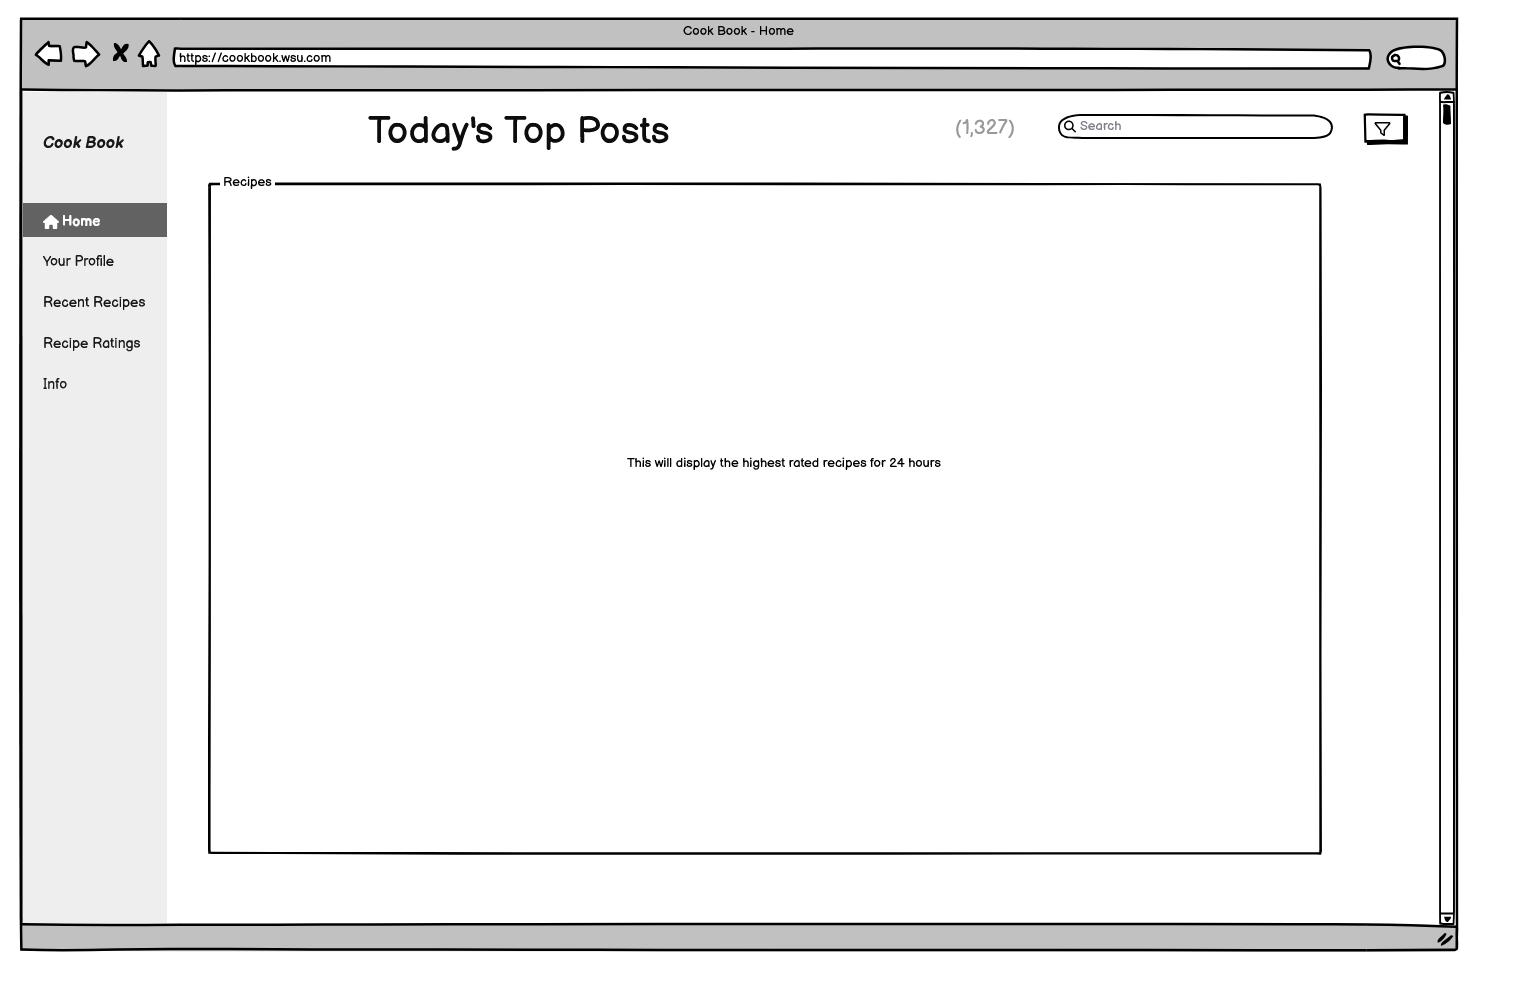 Cook Book - Home
https://cookbook.wsu.com
Cook Book
Today's Top Posts
(1,327)
Search
Recipes
Home
Your Profile
Recent Recipes
Recipe Ratings
Info
This will display the highest rated recipes for 24 hours